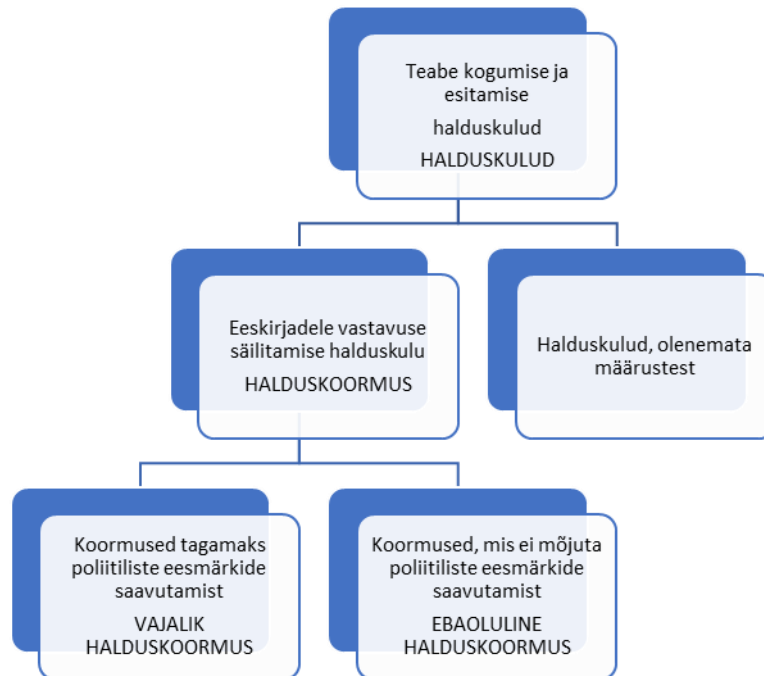 Teabe kogumise ja
esitamise
halduskulud
HALDUSKULUD
Eeskirjadele vastavuse
säilitamise halduskulu
HALDUSKOORMUS
Halduskulud, olenemata
määrustest
Koormused tagamaks
poliitiliste eesmärkide
saavutamist
VAJALIK
HALDUSKOORMUS
Koormused, mis ei mõjuta
poliitiliste eesmärkide
saavutamist
EBAOLULINE
HALDUSKOORMUS